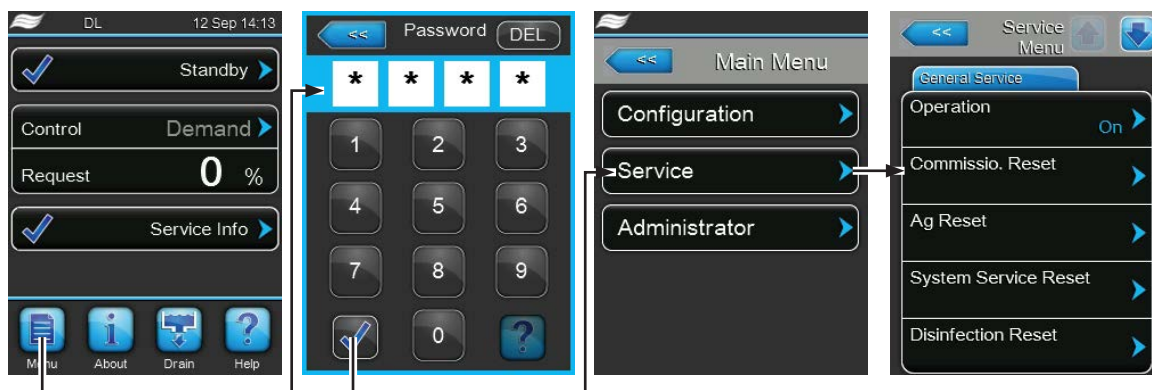 DL 12 Sep 14:13
Standby
Control Demand
Request 0 %
Service Info
Menu About Drain Help
<< Password DEL
* * * *
1 2 3
4 5 6
7 8 9
0 ?
<< Main Menu
Configuration
Service
Administrator
<< Service Menu
General Service
Operation
On
Commissio. Reset
Ag Reset
System Service Reset
Disinfection Reset